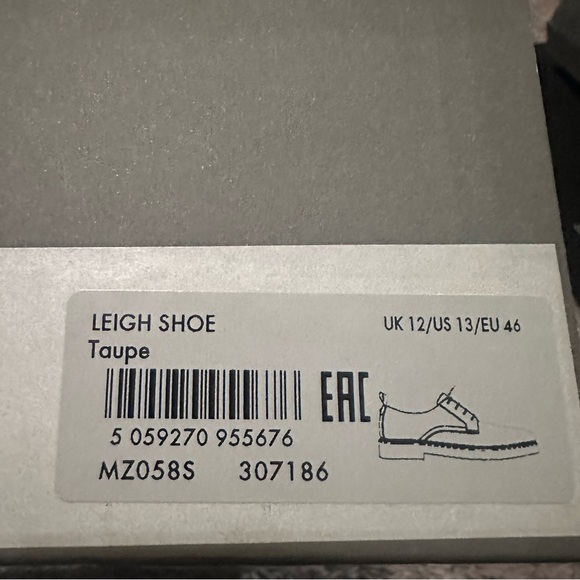 LEIGH SHOE
UK 12/US 13/EU 46
Taupe
EAC
5 059270 955676
MZ058S 307186